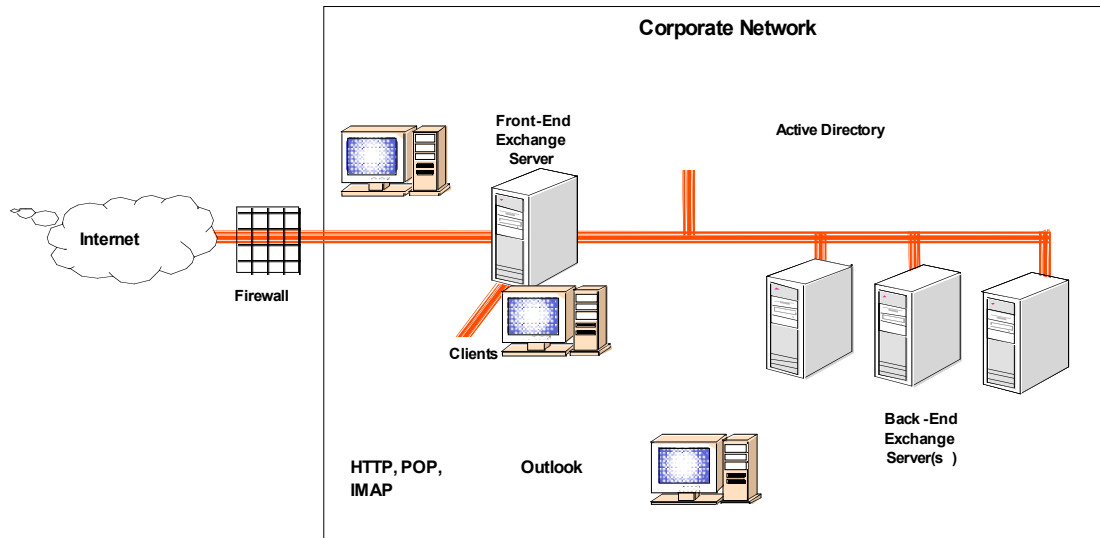 Corporate Network
Front-End
Exchange
Server
Active Directory
Internet
Firewall
Clients
Back -End
Exchange
Server(s )
HTTP, POP,
IMAP
Outlook